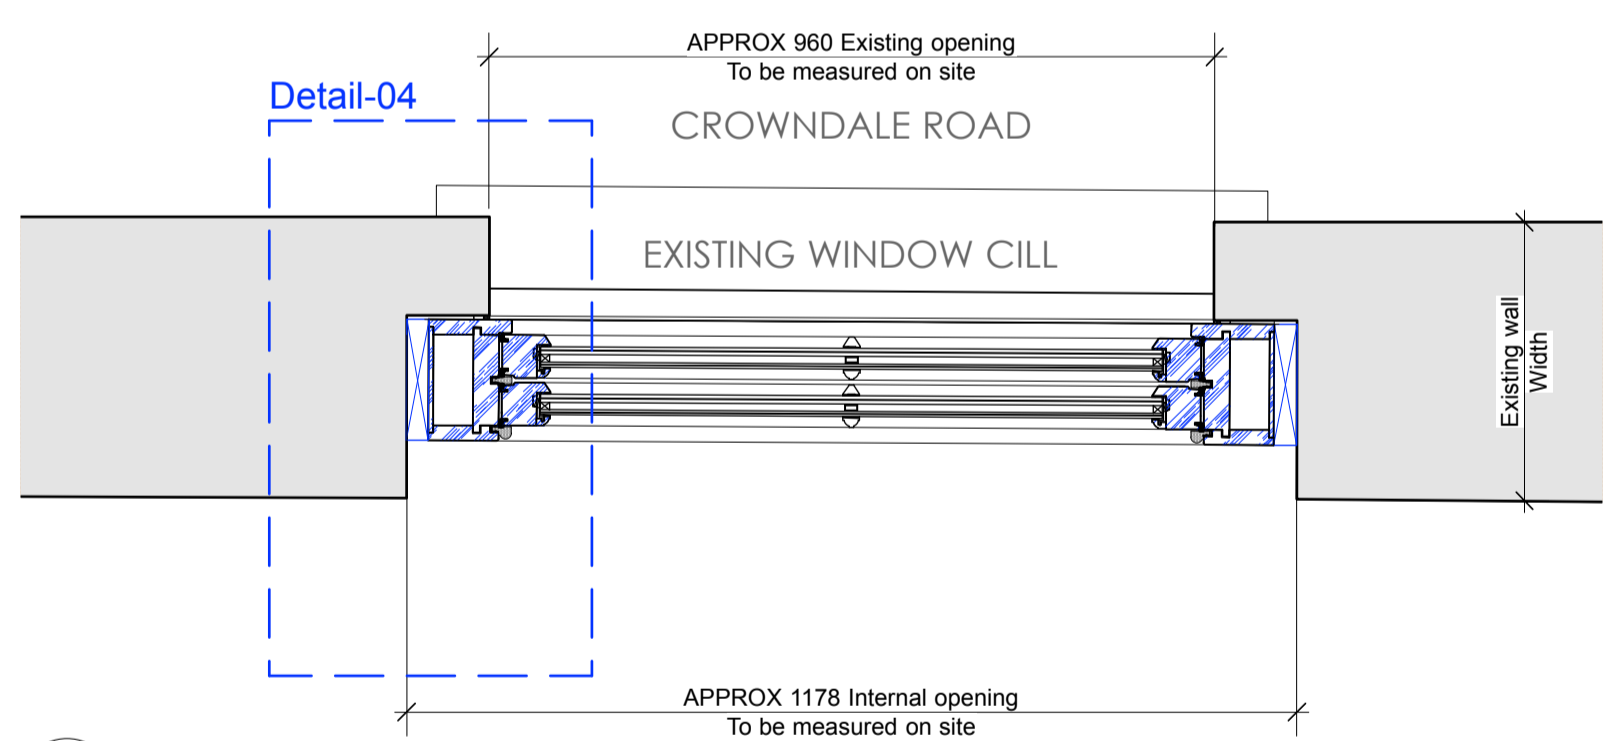 APPROX 960 Existing opening
To be measured on site
Detail-04
CROWNDALE ROAD
EXISTING WINDOW CILL
Existing wall
Width
APPROX 1178 Internal opening
To be measured on site